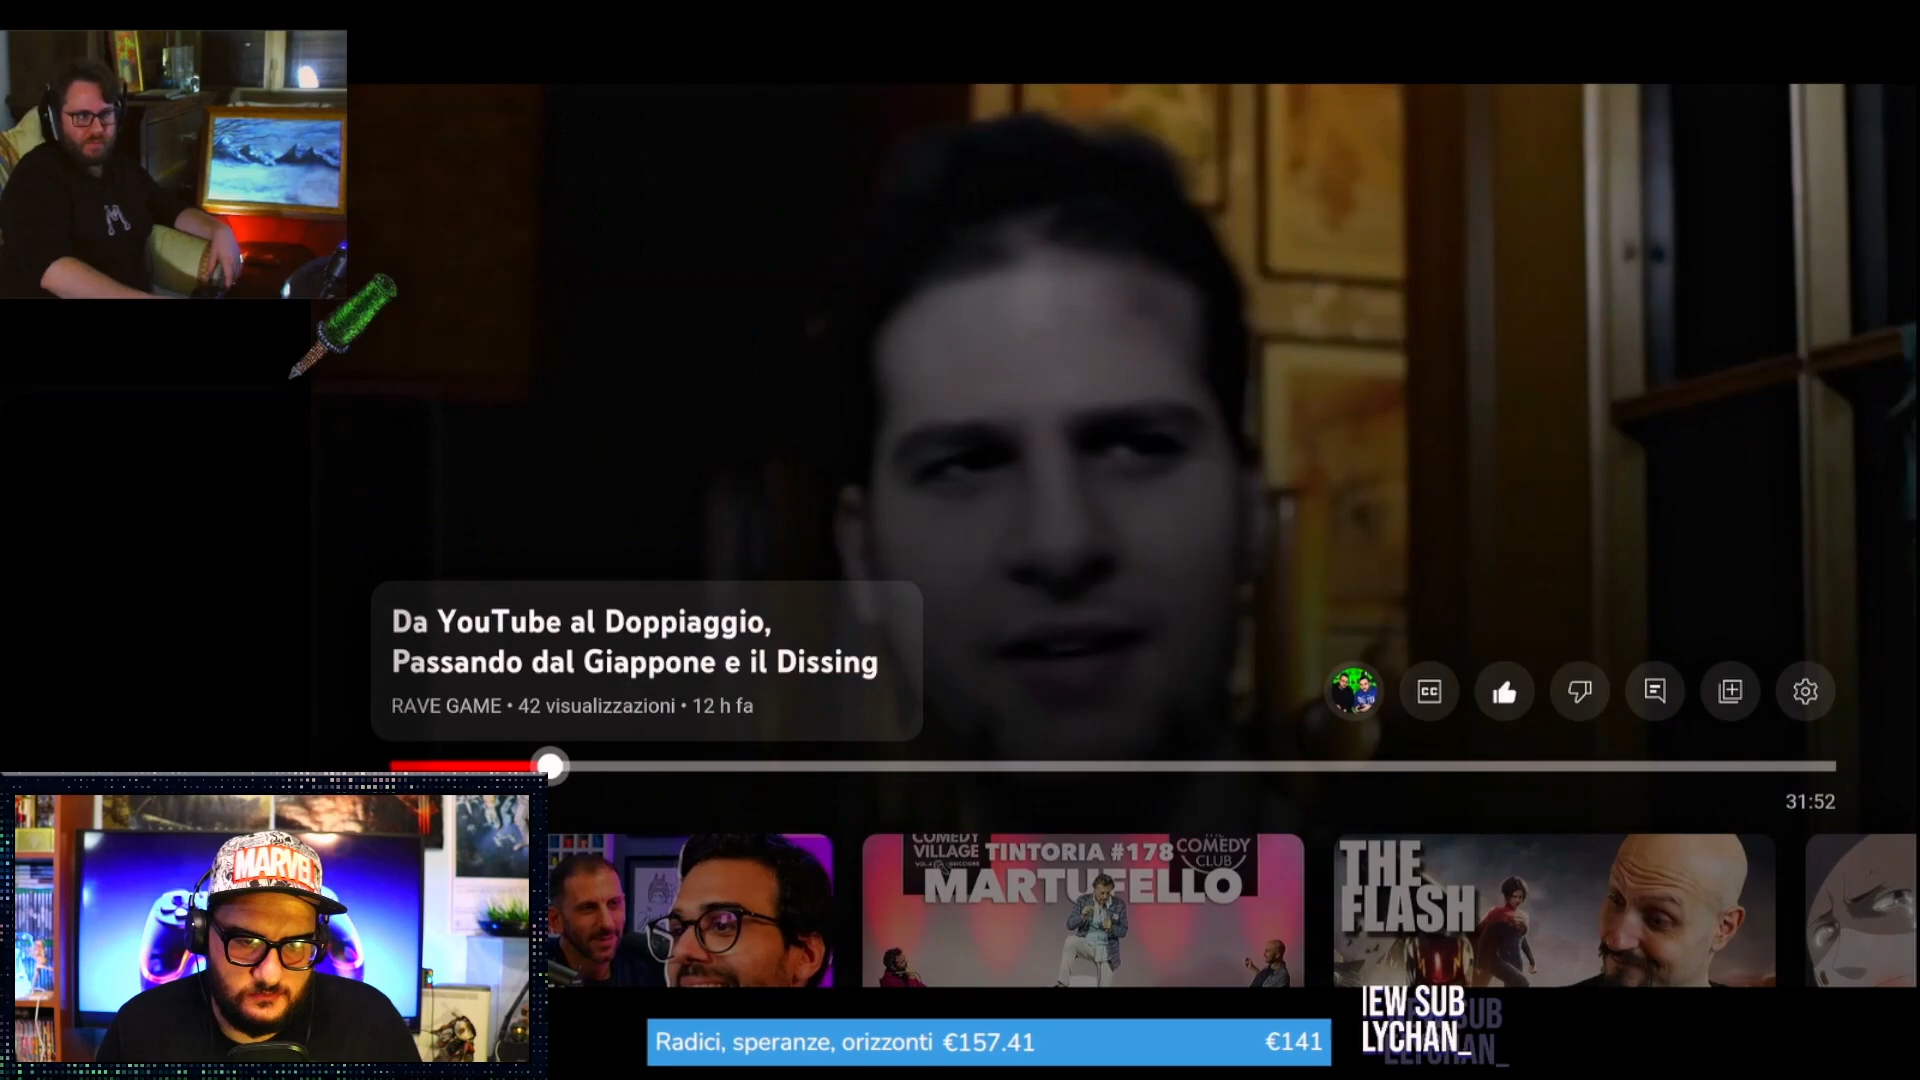 Da YouTube al Doppiaggio,
Passando dal Giappone e il Dissing
RAVE GAME • 42 visualizzazioni • 12 h fa
CC
31:52
MARVEL
COMEDY
VILLAGE
TINTORIA #178
COMEDY
CLUB
MARTUFELLO
THE
FLASH
IEW SUB
LYCHAN_
Radici, speranze, orizzonti €157.41
€141